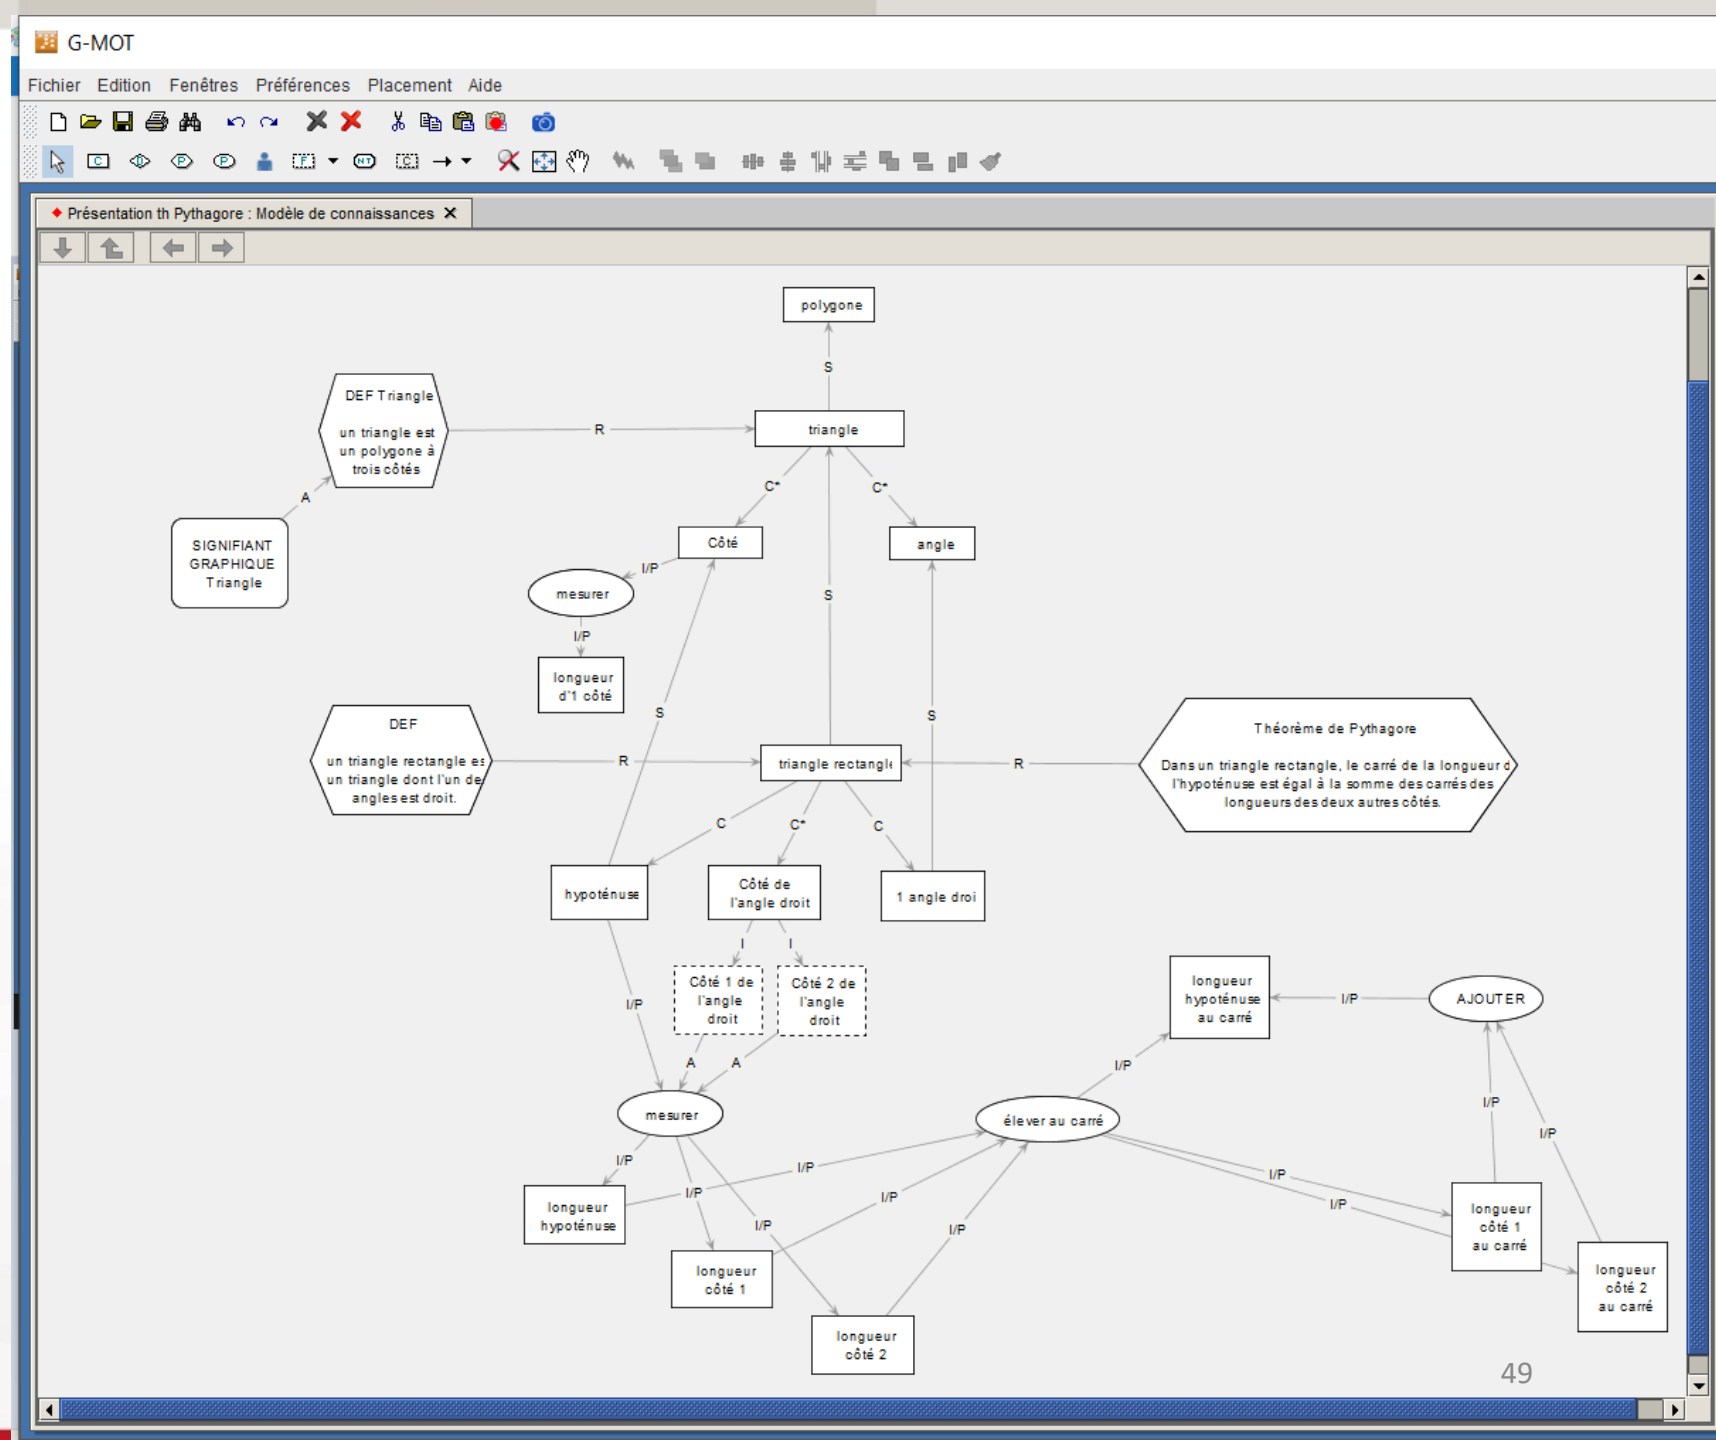 G-MOT
Fichier Edition Fenêtres Préférences Placement Aide
C P P F NT C
Présentation th Pythagore : Modèle de connaissances
polygone
S
DEF Triangle
un triangle est
un polygone à
trois côtés
R
triangle
A
C*
C*
SIGNIFIANT
GRAPHIQUE
Triangle
Côté
angle
I/P
mesurer
S
I/P
longueur
d'1 côté
S
S
DEF
un triangle rectangle es
un triangle dont l'un de
angles est droit.
R
triangle rectangle
R
Théorème de Pythagore
Dans un triangle rectangle, le carré de la longueur d
l'hypoténuse est égal à la somme des carrés des
longueurs des deux autres côtés.
C
C*
C
hypoténuse
Côté de
l'angle droit
1 angle droi
I
I
Côté 1 de
l'angle
droit
Côté 2 de
l'angle
droit
I/P
longueur
hypoténuse
au carré
I/P
AJOUTER
A
A
I/P
mesurer
élever au carré
I/P
I/P
I/P
I/P
I/P
I/P
I/P
I/P
I/P
I/P
longueur
hypoténuse
longueur
côté 1
longueur
côté 2
I/P
longueur
côté 1
au carré
longueur
côté 2
au carré
49